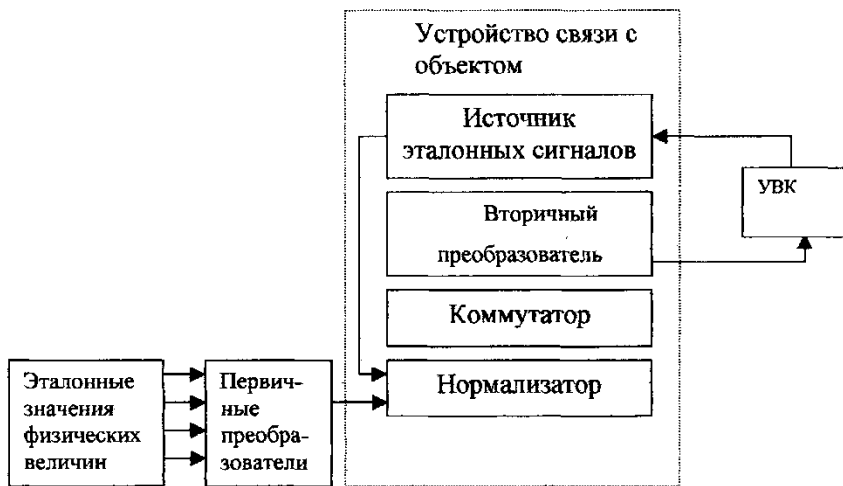 Устройство связи с
объектом
Источник
эталонных сигналов
УВК
Вторичный
преобразователь
Коммутатор
Нормализатор
Эталонные
значения
физических
величин
Первич-
ные
преобра-
зователи